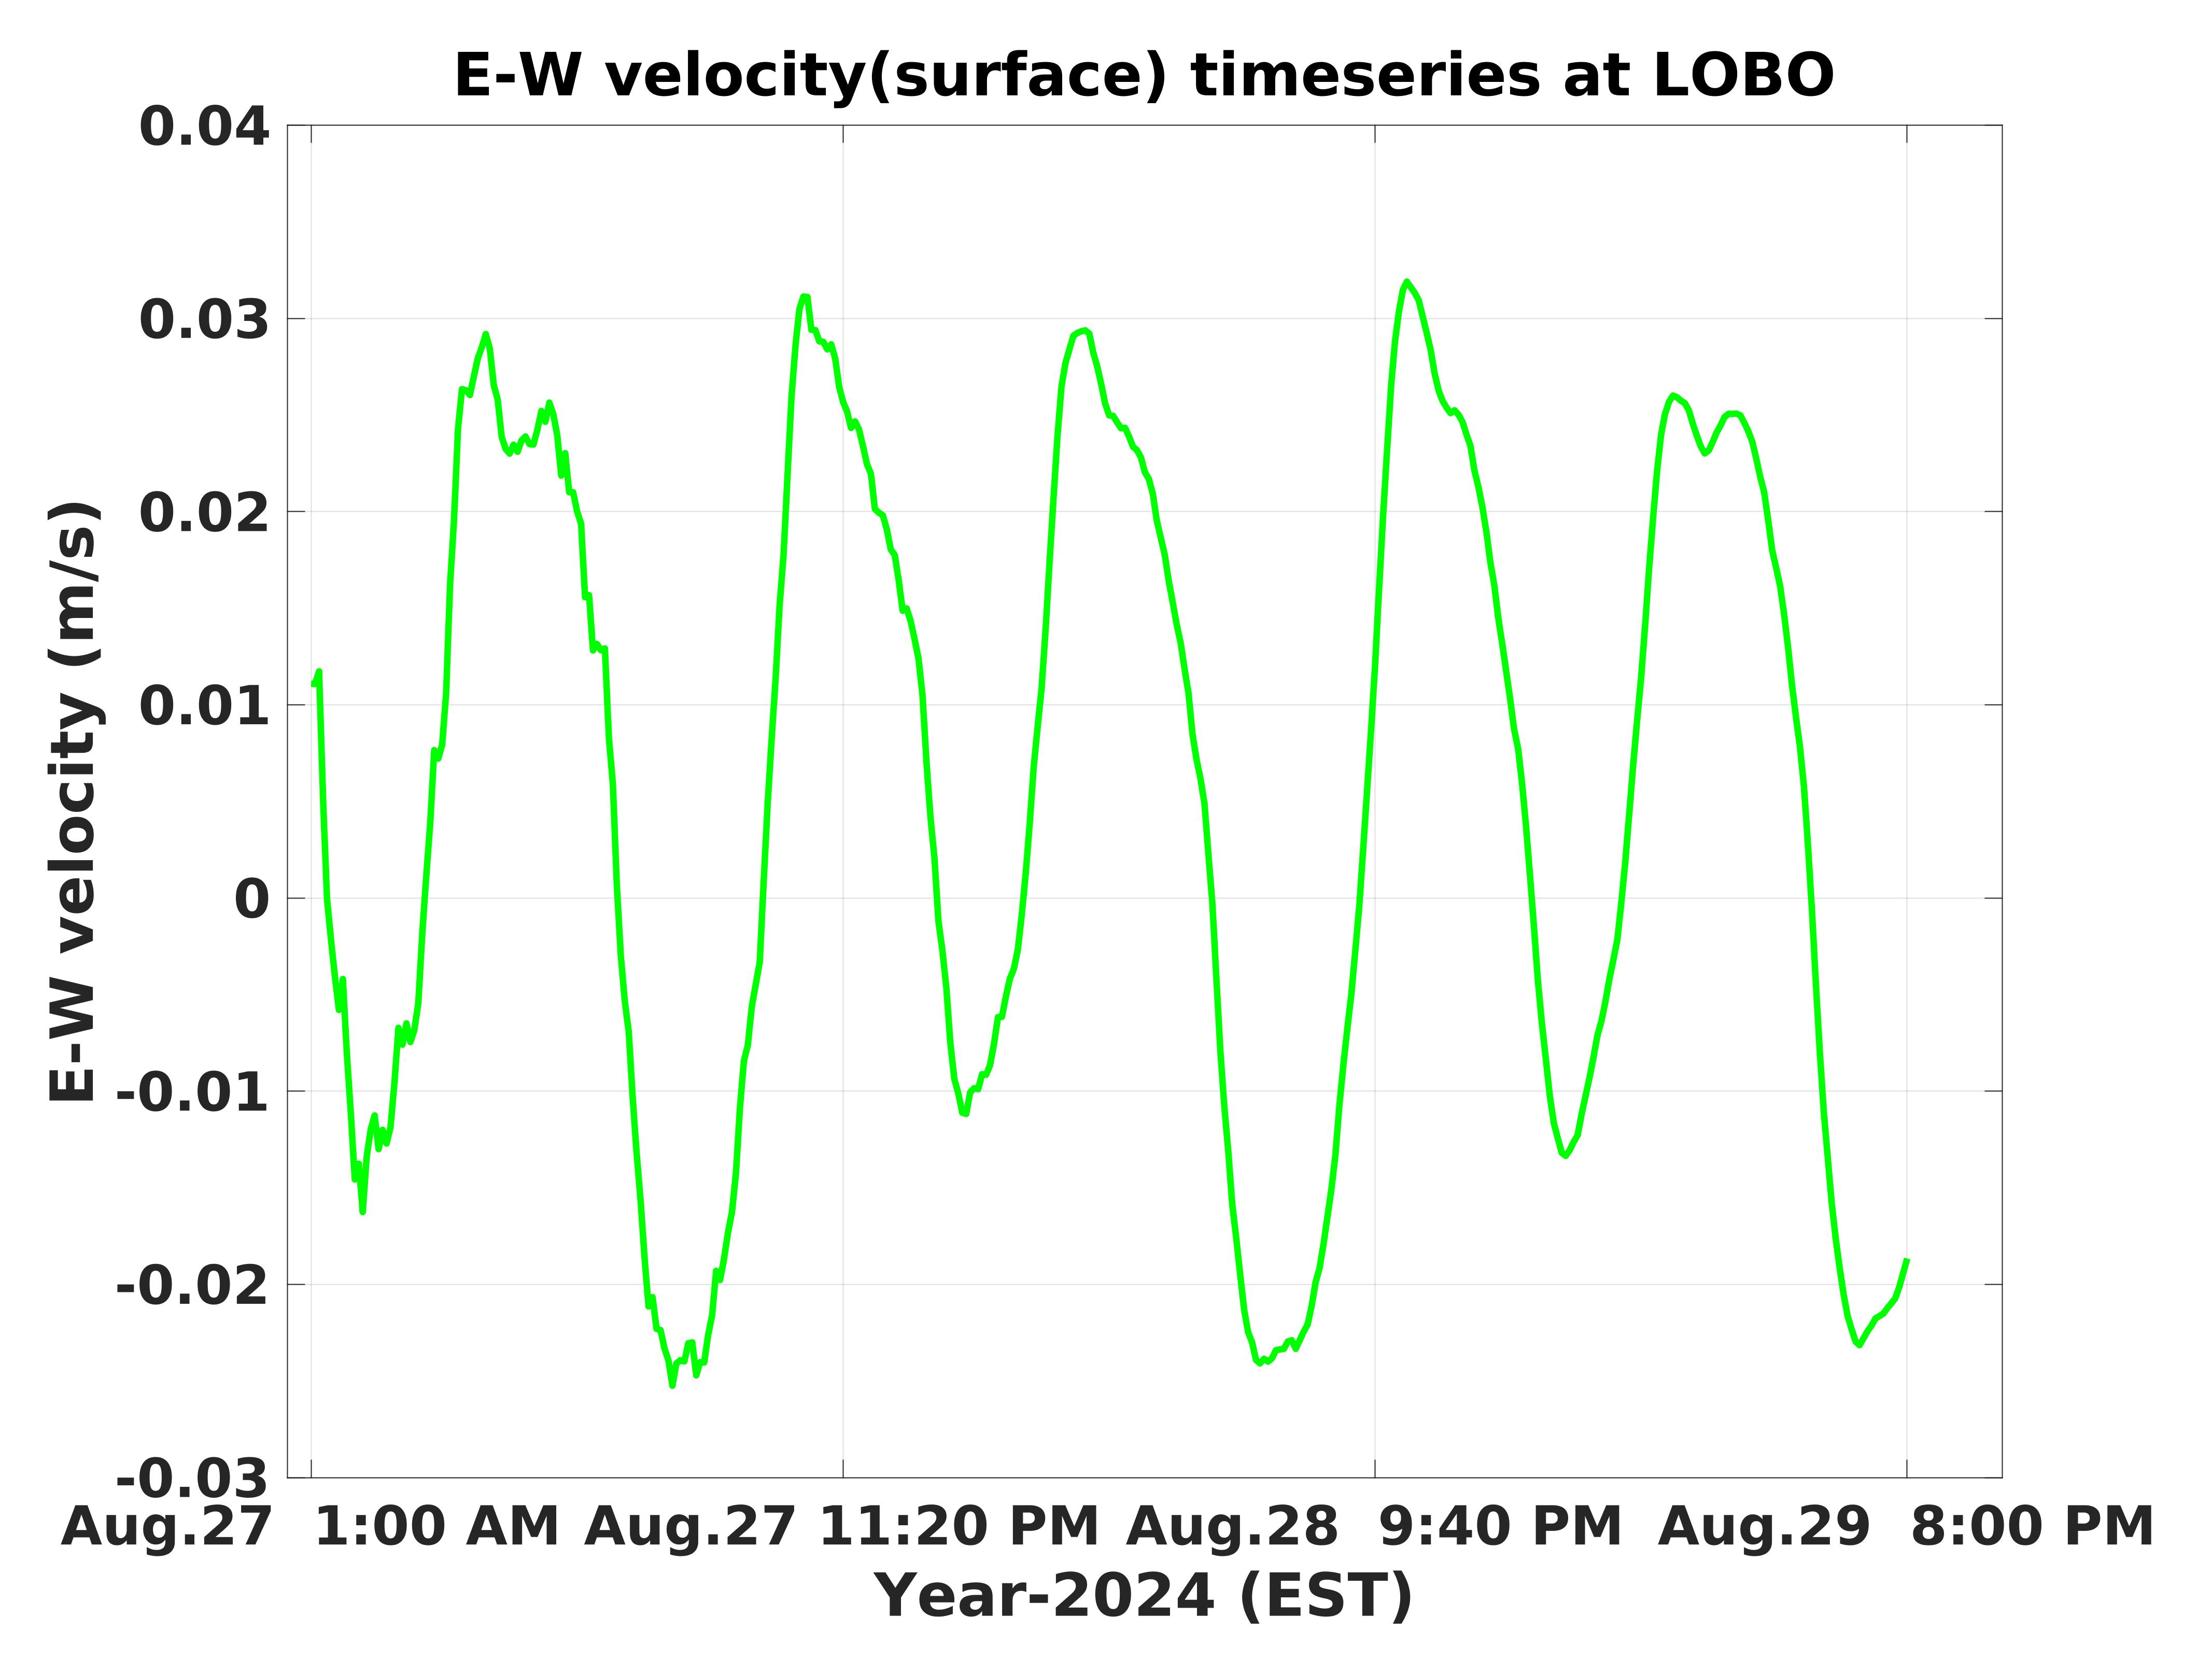 E-W velocity(surface) timeseries at LOBO
0.04
0.03
0.02
0.01
0
-0.01
-0.02
-0.03
E-W velocity (m/s)
Aug.27 1:00 AM Aug.27 11:20 PM Aug.28 9:40 PM Aug.29 8:00 PM
Year-2024 (EST)